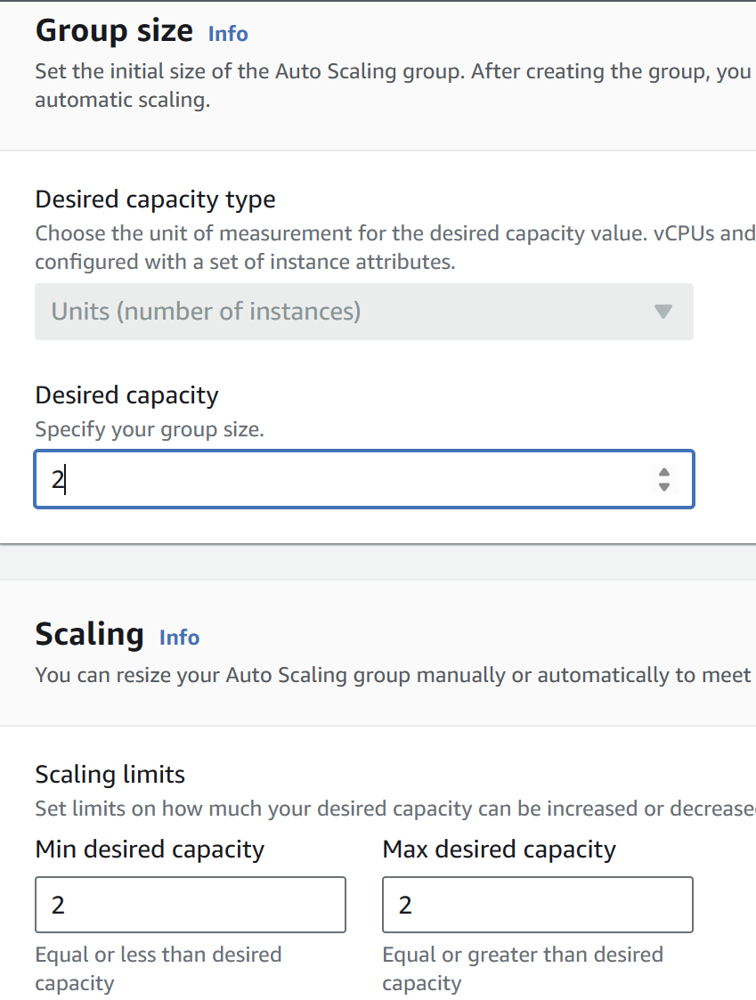 Group size Info
Set the initial size of the Auto Scaling group. After creating the group, you
automatic scaling.
Desired capacity type
Choose the unit of measurement for the desired capacity value. vCPUs and
configured with a set of instance attributes.
Units (number of instances)
Desired capacity
Specify your group size.
2
Scaling Info
You can resize your Auto Scaling group manually or automatically to meet
Scaling limits
Set limits on how much your desired capacity can be increased or decrease
Min desired capacity Max desired capacity
2 2
Equal or less than desired Equal or greater than desired
capacity capacity